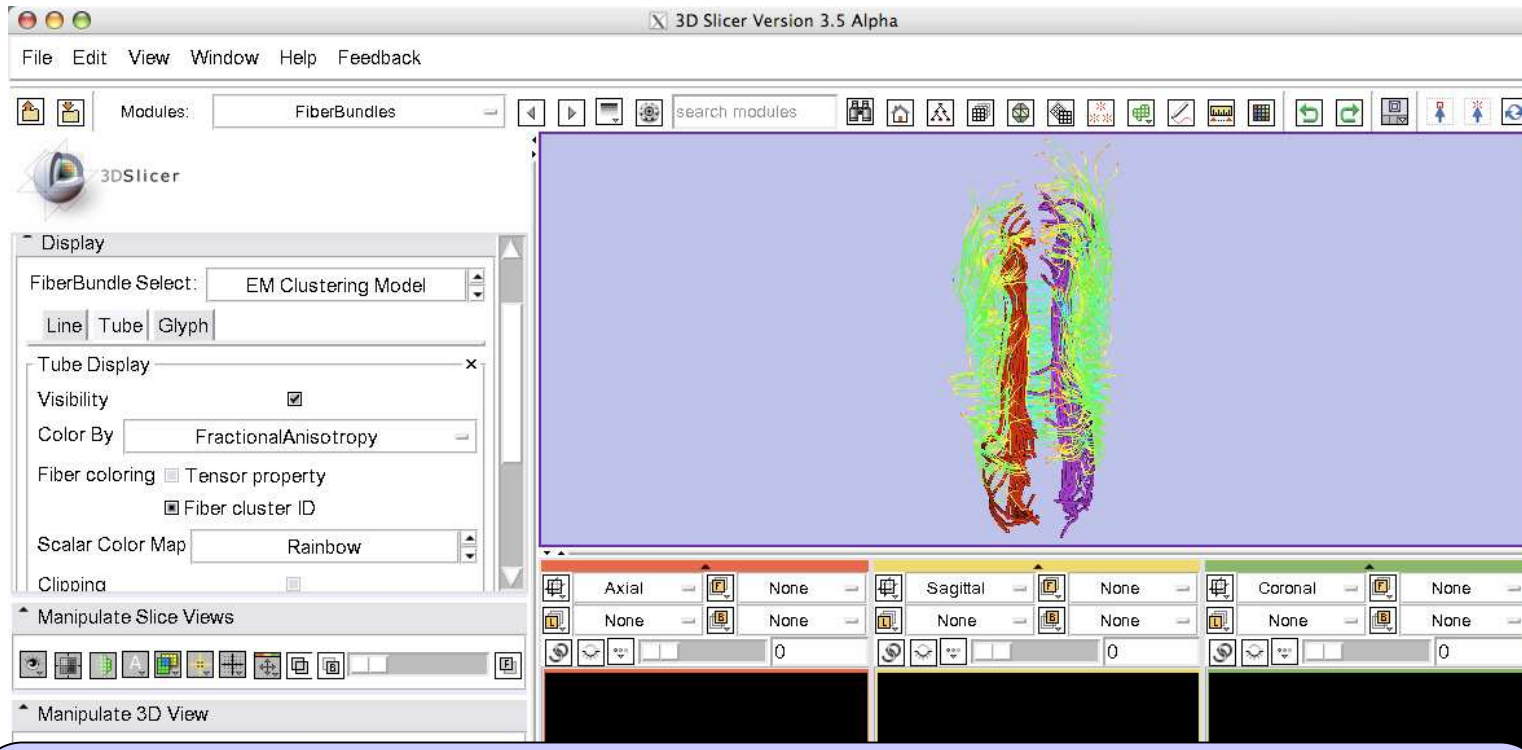 3D Slicer Version 3.5 Alpha
File Edit View Window Help Feedback
Modules: FiberBundles search modules
3DSlicer
Display
FiberBundle Select: EM Clustering Model
Line Tube Glyph
Tube Display
Visibility
Color By FractionalAnisotropy
Fiber coloring Tensor property
Fiber cluster ID
Scalar Color Map Rainbow
Clipping
Manipulate Slice Views
Manipulate 3D View
Axial F None
L None B None
0
Sagittal F None
L None B None
0
Coronal F None
L None B None
0
A B F